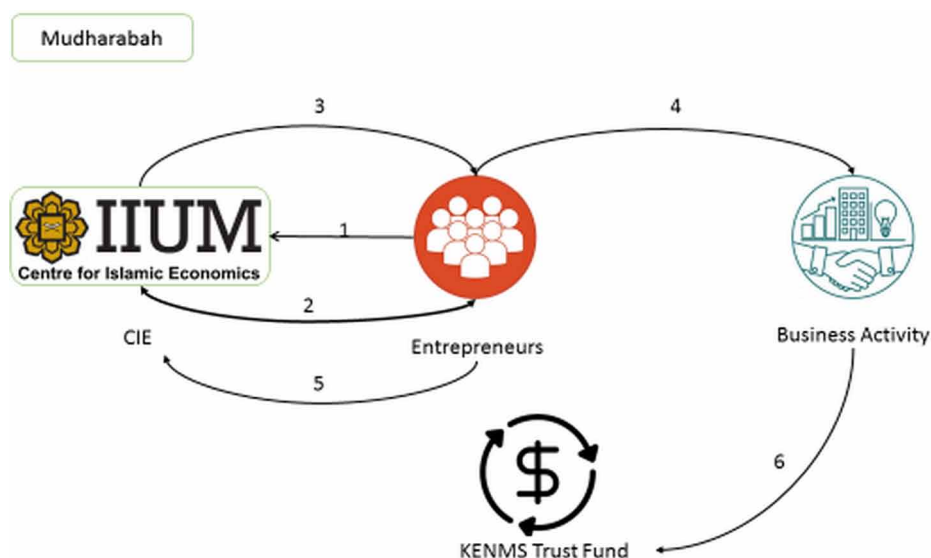 Mudharabah
3
4
IIUM
Centre for Islamic Economics
1
2
CIE
Entrepreneurs
Business Activity
5
$
6
KENMS Trust Fund